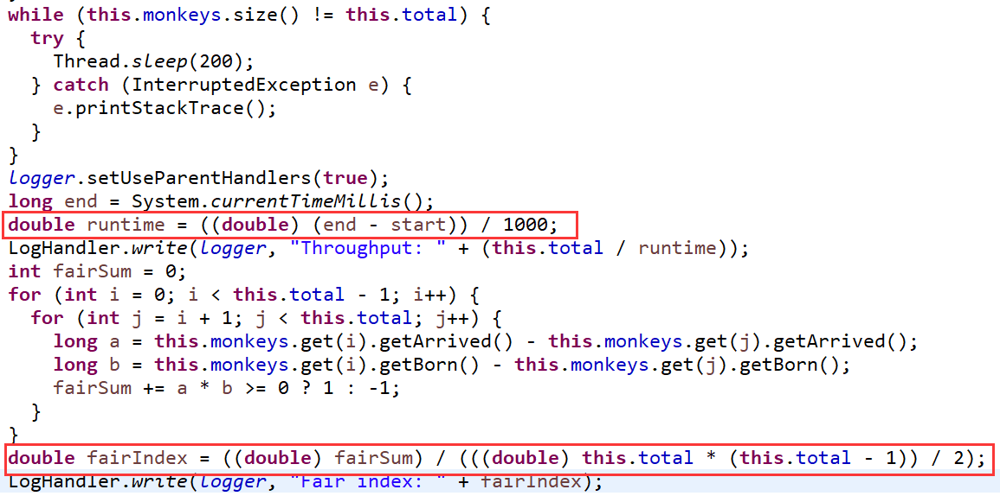 while (this.monkeys.size() != this.total) {
try {
Thread.sleep(200);
} catch (InterruptedException e) {
e.printStackTrace();
}
}
logger.setUseParentHandlers(true);
long end = System.currentTimeMillis();
double runtime = ((double) (end - start)) / 1000;
LogHandler.write(logger, "Throughput: " + (this.total / runtime));
int fairSum = 0;
for (int i = 0; i < this.total - 1; i++) {
for (int j = i + 1; j < this.total; j++) {
long a = this.monkeys.get(i).getArrived() - this.monkeys.get(j).getArrived();
long b = this.monkeys.get(i).getBorn() - this.monkeys.get(j).getBorn();
fairSum += a * b >= 0 ? 1 : -1;
}
}
double fairIndex = ((double) fairSum) / (((double) this.total * (this.total - 1)) / 2);
LogHandler.write(logger, "Fair index: " + fairIndex);